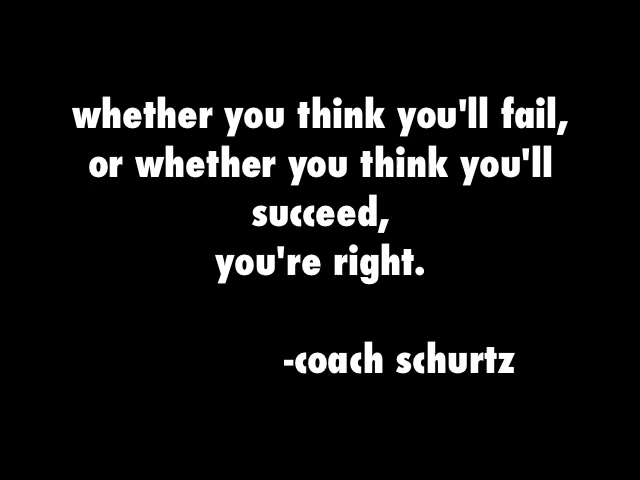 whether you think you'll fail,
or whether you think you'll
succeed,
you're right.
-coach schurtz